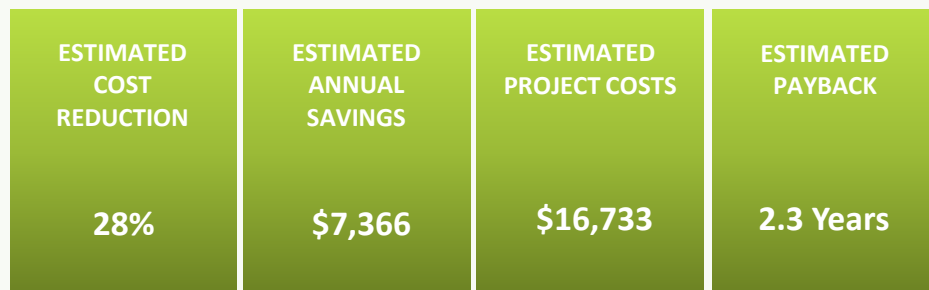 ESTIMATED
COST
REDUCTION
28%
ESTIMATED
ANNUAL
SAVINGS
$7,366
ESTIMATED
PROJECT COSTS
$16,733
ESTIMATED
PAYBACK
2.3 Years